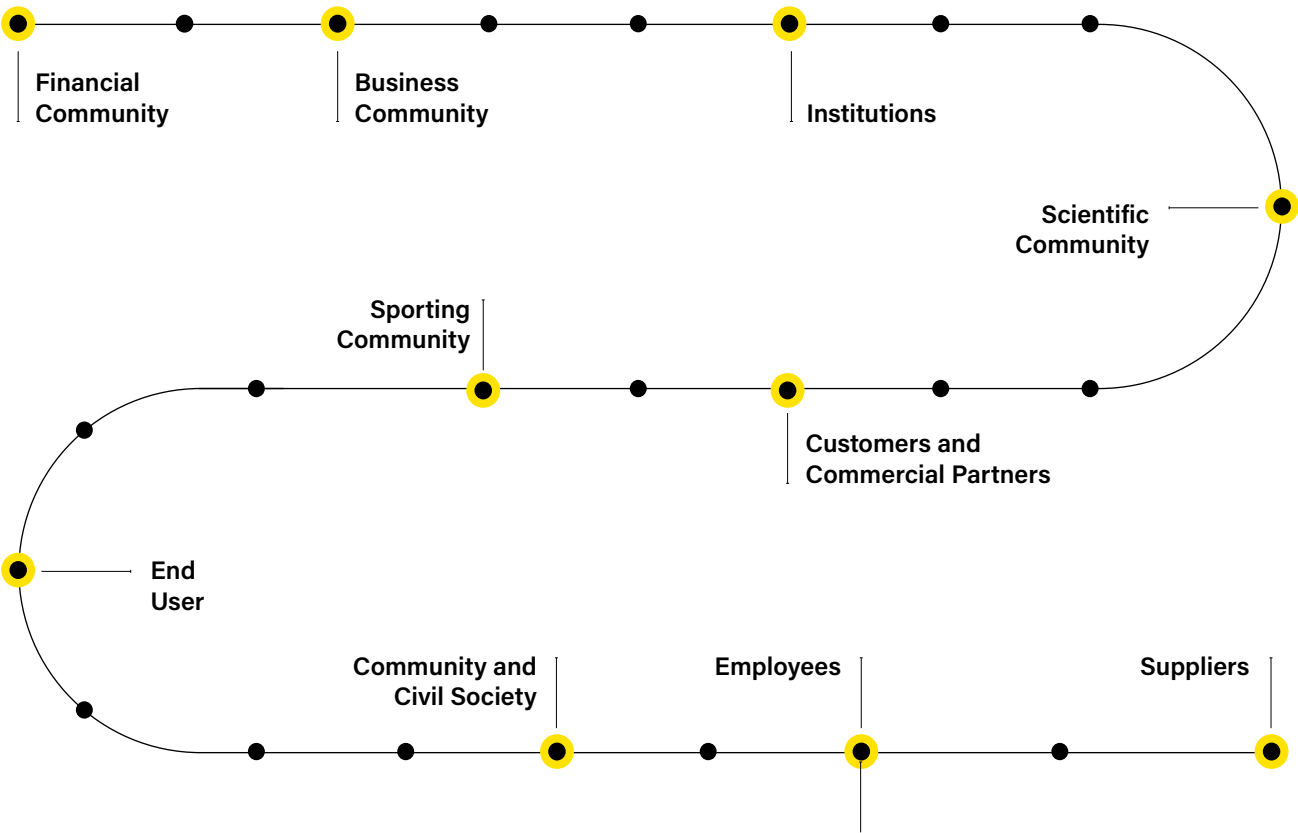 Financial
Community
Business
Community
Institutions
Scientific
Community
Sporting
Community
Customers and
Commercial Partners
End
User
Community and
Civil Society
Employees
Suppliers